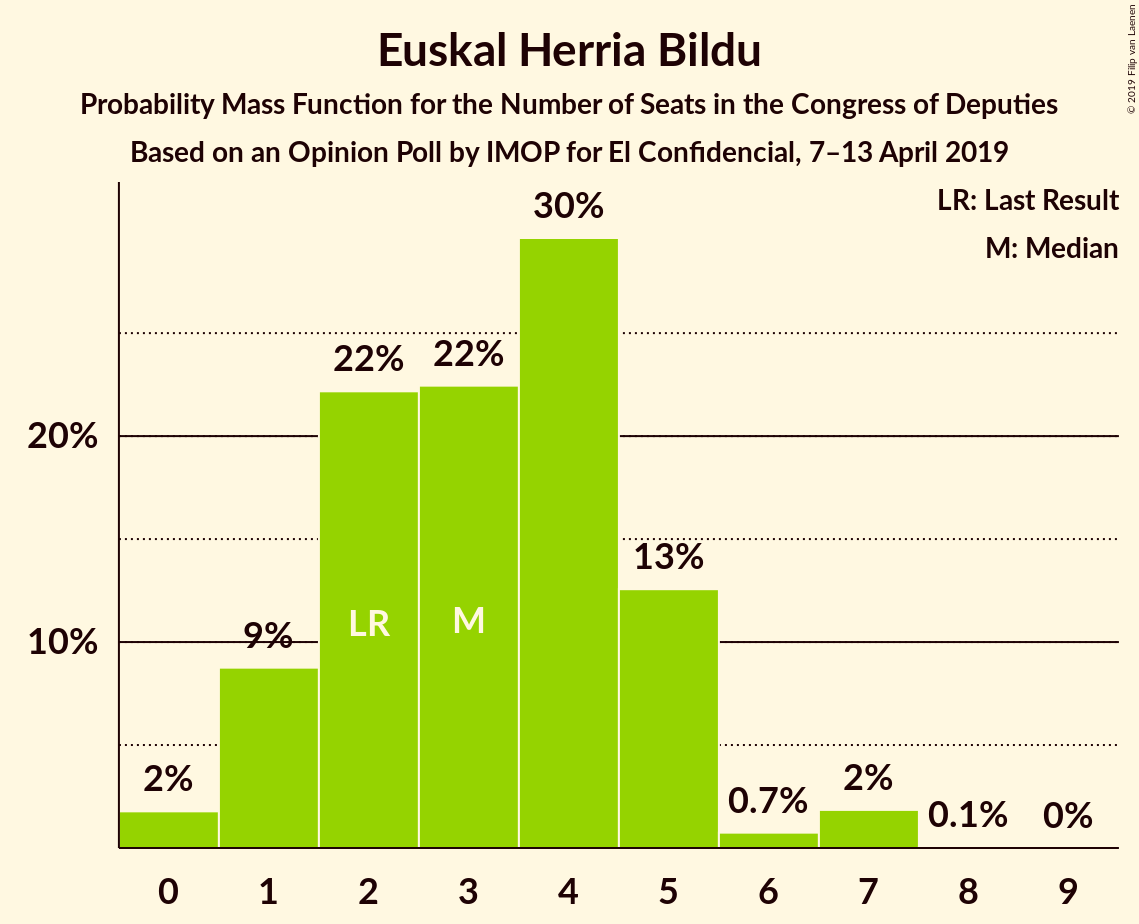 Euskal Herria Bildu
Probability Mass Function for the Number of Seats in the Congress of Deputies
Based on an Opinion Poll by IMOP for El Confidencial, 7–13 April 2019
© 2019 Filip van Laenen
LR: Last Result
M: Median
30%
22%
22%
20%
13%
LR
M
9%
10%
2%
0.7%
2%
0.1%
0%
0 1 2 3 4 5 6 7 8 9